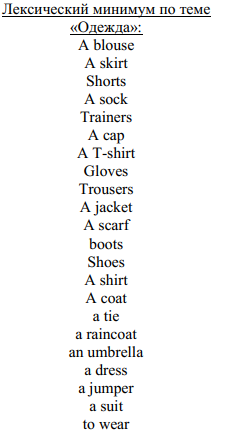 Лексический минимум по теме
«Одежда»:
A blouse
A skirt
Shorts
A sock
Trainers
A cap
A T-shirt
Gloves
Trousers
A jacket
A scarf
boots
Shoes
A shirt
A coat
a tie
a raincoat
an umbrella
a dress
a jumper
a suit
to wear